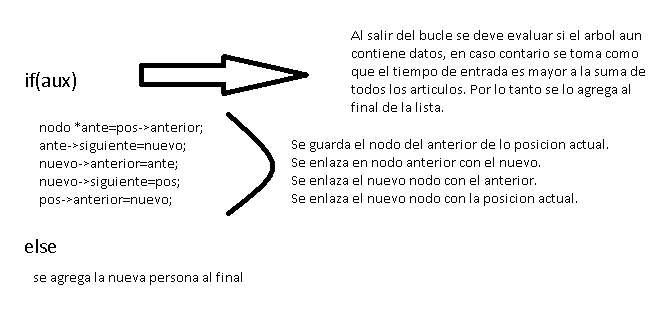 if(aux)
Al salir del bucle se deve evaluar si el arbol aun
contiene datos, en caso contario se toma como
que el tiempo de entrada es mayor a la suma de
todos los articulos. Por lo tanto se lo agrega al
final de la lista.
nodo *ante=pos->anterior;
ante->siguiente=nuevo;
nuevo->anterior=ante;
nuevo->siguiente=pos;
pos->anterior=nuevo;
Se guarda el nodo del anterior de lo posicion actual.
Se enlaza en nodo anterior con el nuevo.
Se enlaza el nuevo nodo con el anterior.
Se enlaza el nuevo nodo con la posicion actual.
else
se agrega la nueva persona al final